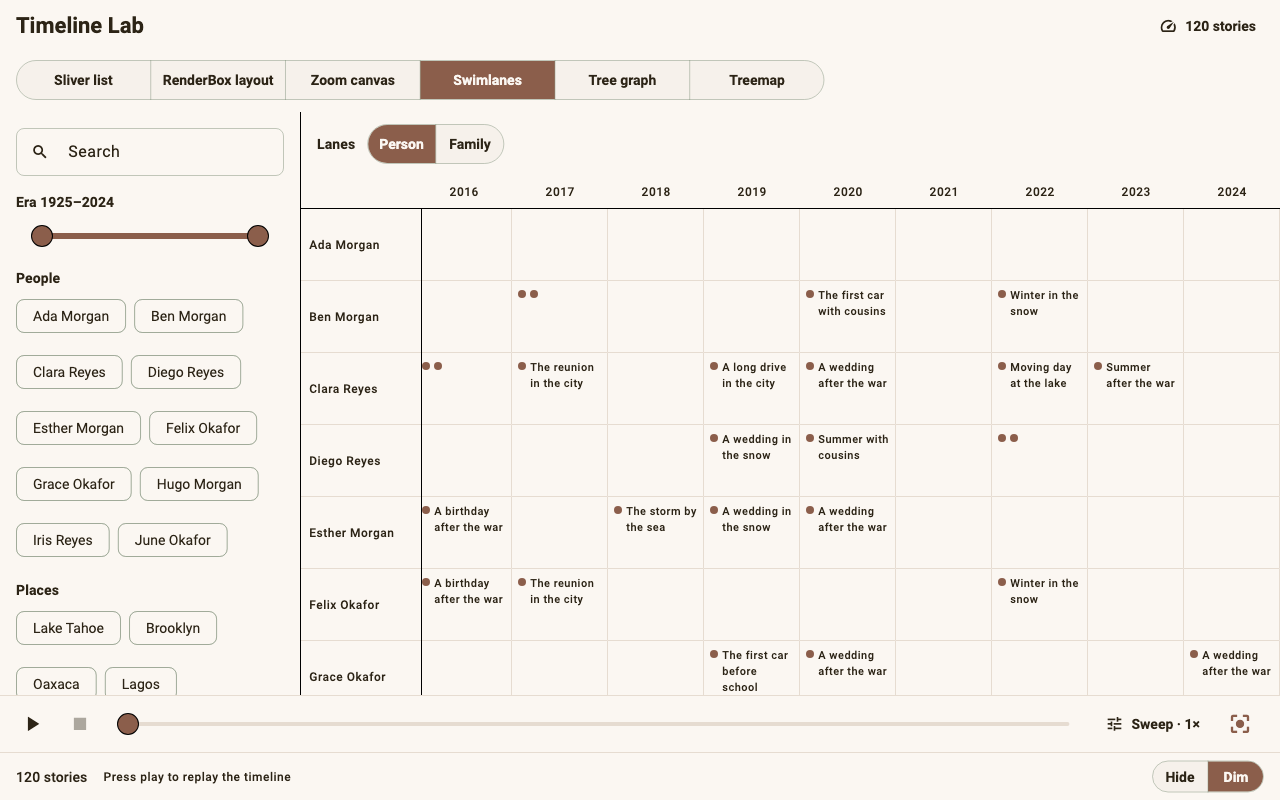 Timeline Lab
120 stories
Sliver list
RenderBox layout
Zoom canvas
Swimlanes
Tree graph
Treemap
Search
Era 1925–2024
People
Ada Morgan
Ben Morgan
Clara Reyes
Diego Reyes
Esther Morgan
Felix Okafor
Grace Okafor
Hugo Morgan
Iris Reyes
June Okafor
Places
Lake Tahoe
Brooklyn
Oaxaca
Lagos
Lanes
Person
Family
2016 2017 2018 2019 2020 2021 2022 2023 2024
Ada Morgan
Ben Morgan
The first car
with cousins
Winter in the
snow
Clara Reyes
The reunion
in the city
A long drive
in the city
A wedding
after the war
Moving day
at the lake
Summer
after the war
Diego Reyes
A wedding in
the snow
Summer with
cousins
Esther Morgan
A birthday
after the war
The storm by
the sea
A wedding in
the snow
A wedding
after the war
Felix Okafor
A birthday
after the war
The reunion
in the city
Winter in the
snow
Grace Okafor
The first car
before
school
A wedding
after the war
A wedding
after the war
Sweep · 1×
120 stories
Press play to replay the timeline
Hide
Dim